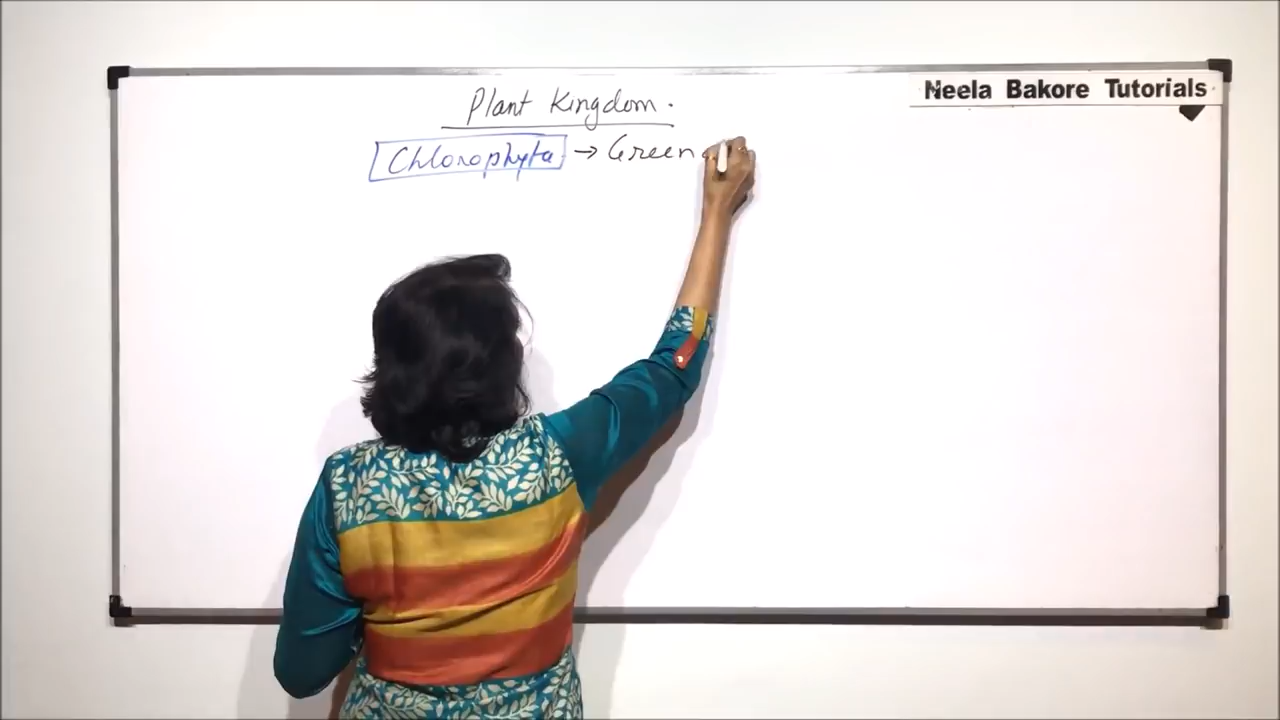 Neela Bakore Tutorials
Plant Kingdom.
Chlorophyta → Green